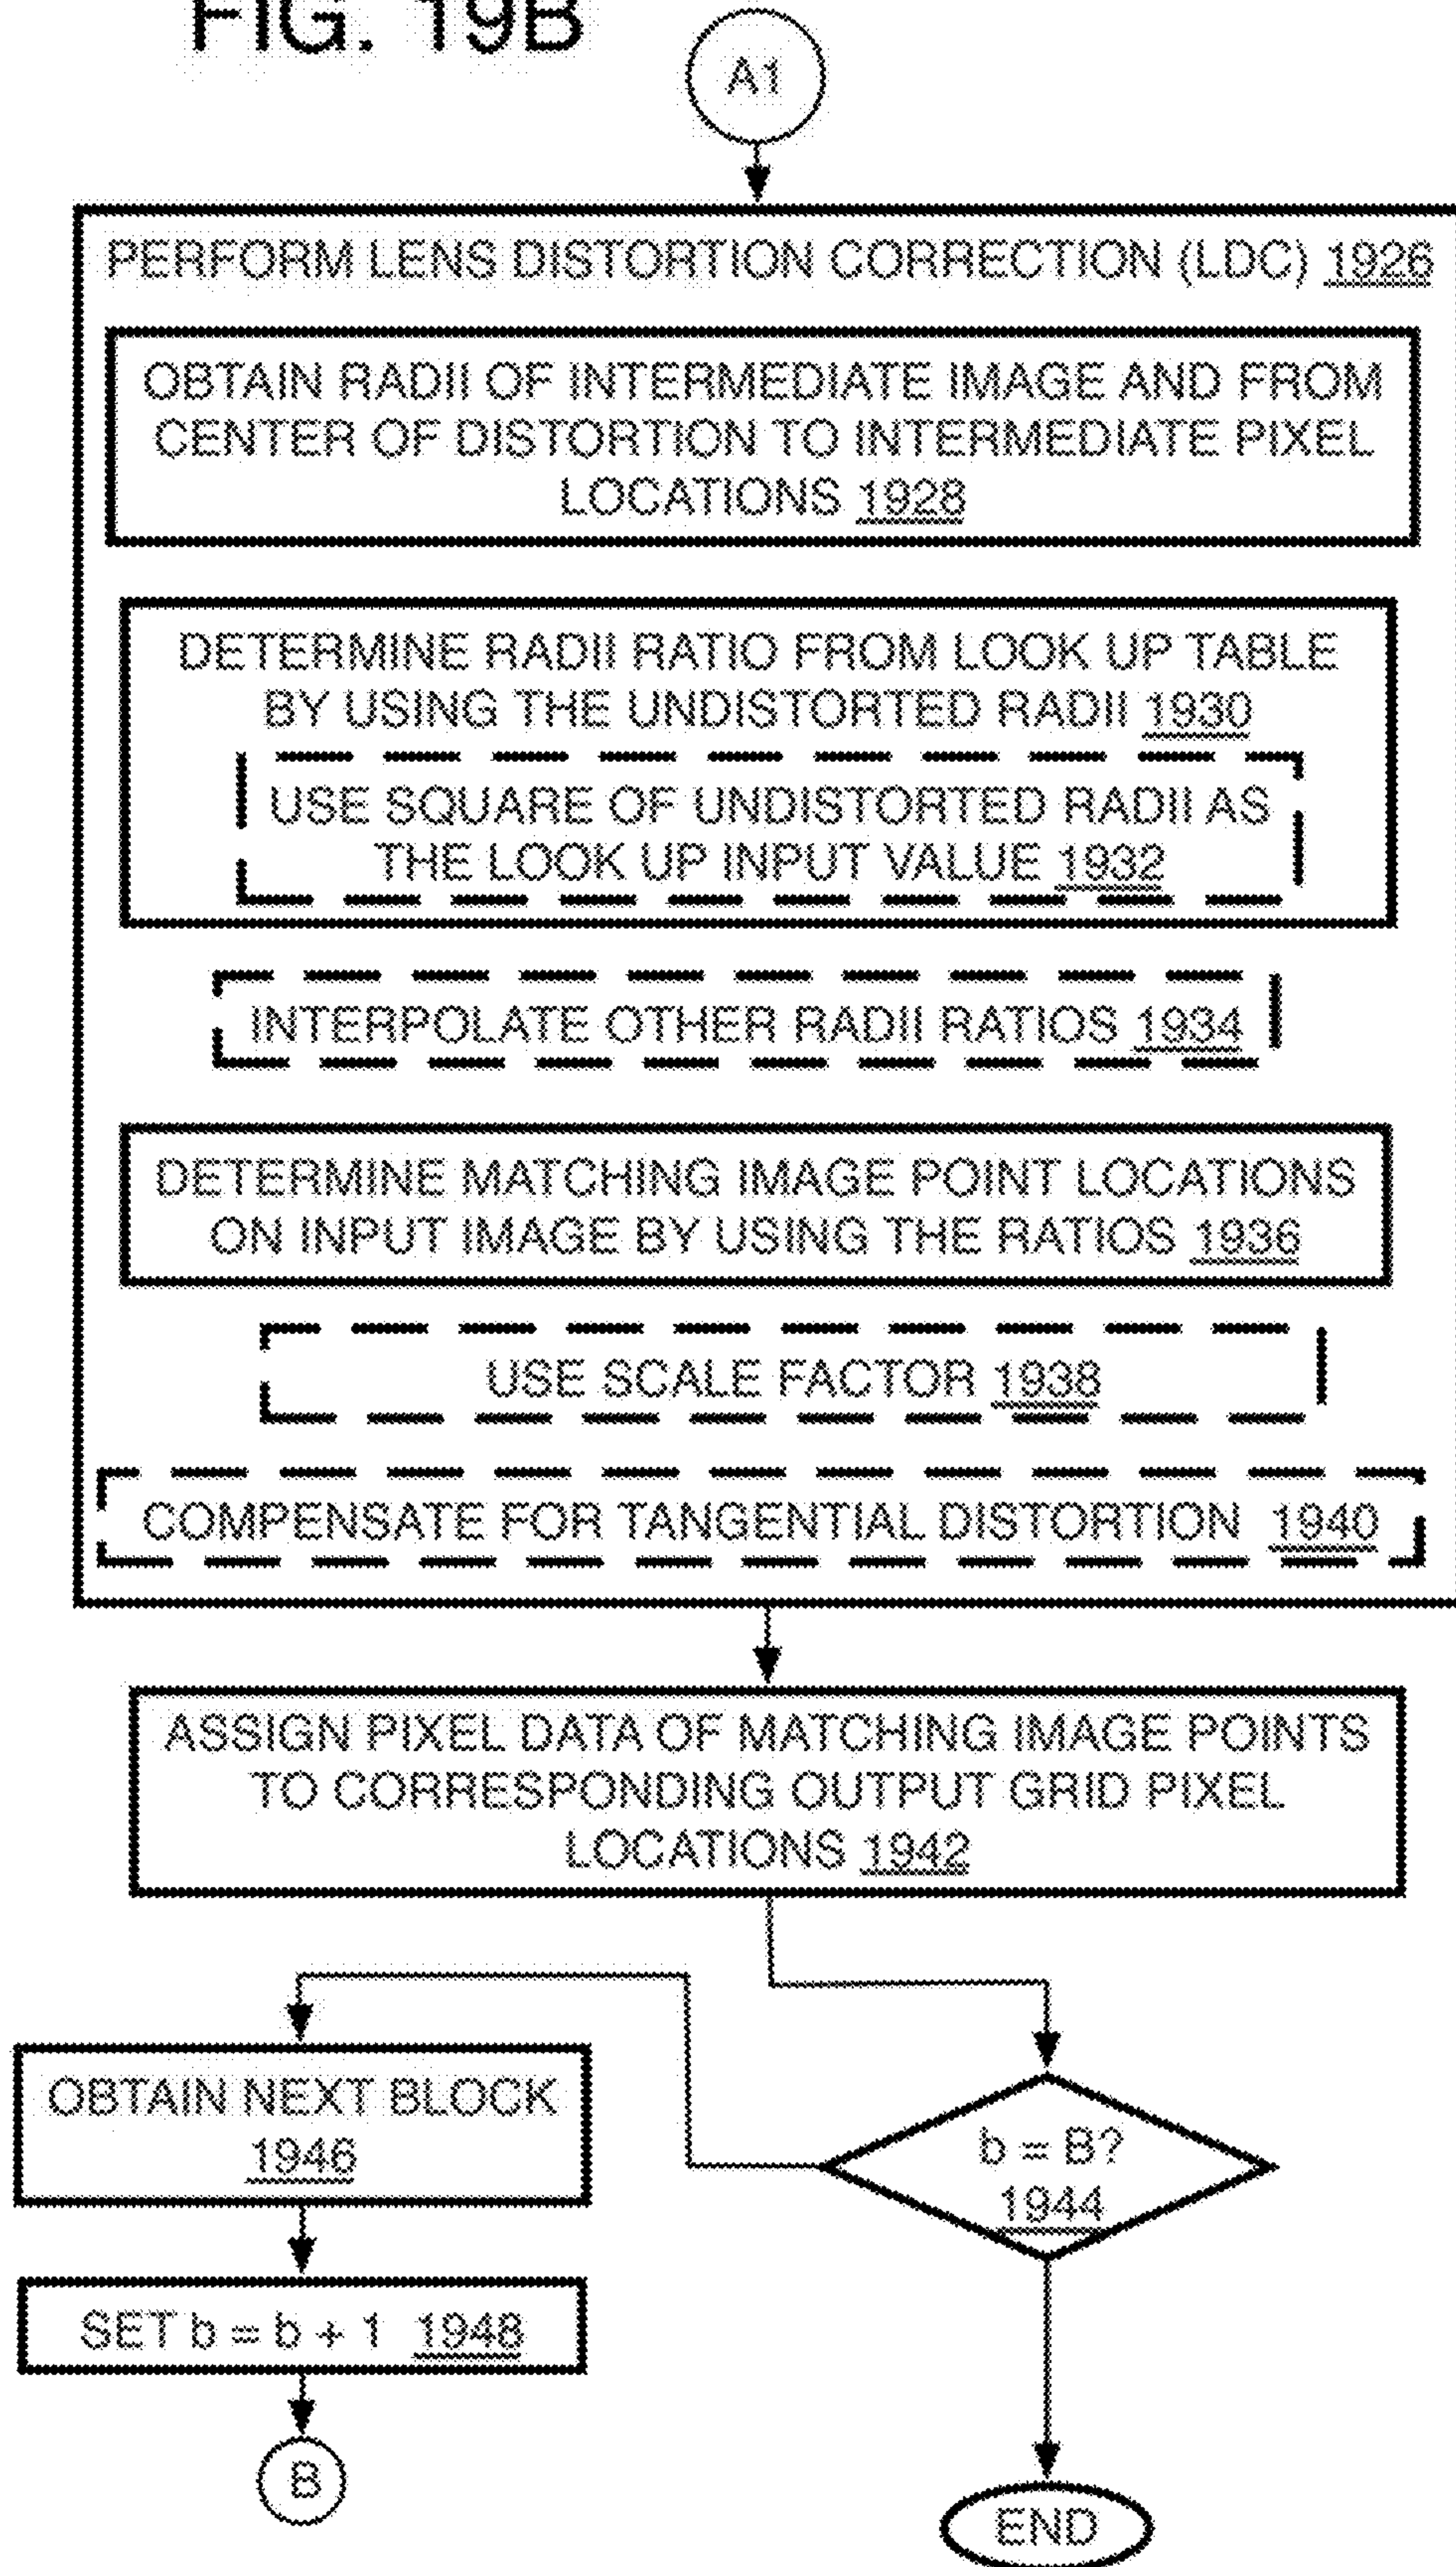 FIG. 19B
A1
PERFORM LENS DISTORTION CORRECTION (LDC) 1926
OBTAIN RADII OF INTERMEDIATE IMAGE AND FROM
CENTER OF DISTORTION TO INTERMEDIATE PIXEL
LOCATIONS 1928
DETERMINE RADII RATIO FROM LOOK UP TABLE
BY USING THE UNDISTORTED RADII 1930
USE SQUARE OF UNDISTORTED RADII AS
THE LOOK UP INPUT VALUE 1932
INTERPOLATE OTHER RADII RATIOS 1934
DETERMINE MATCHING IMAGE POINT LOCATIONS
ON INPUT IMAGE BY USING THE RATIOS 1936
USE SCALE FACTOR 1938
COMPENSATE FOR TANGENTIAL DISTORTION 1940
ASSIGN PIXEL DATA OF MATCHING IMAGE POINTS
TO CORRESPONDING OUTPUT GRID PIXEL
LOCATIONS 1942
OBTAIN NEXT BLOCK
1946
b = B?
1944
SET b = b + 1 1948
B
END